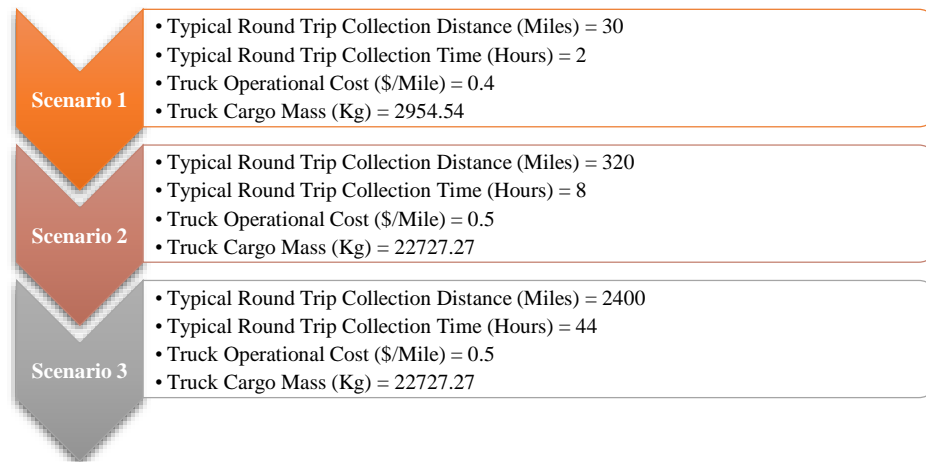 Scenario 1
• Typical Round Trip Collection Distance (Miles) = 30
• Typical Round Trip Collection Time (Hours) = 2
• Truck Operational Cost ($/Mile) = 0.4
• Truck Cargo Mass (Kg) = 2954.54
Scenario 2
• Typical Round Trip Collection Distance (Miles) = 320
• Typical Round Trip Collection Time (Hours) = 8
• Truck Operational Cost ($/Mile) = 0.5
• Truck Cargo Mass (Kg) = 22727.27
Scenario 3
• Typical Round Trip Collection Distance (Miles) = 2400
• Typical Round Trip Collection Time (Hours) = 44
• Truck Operational Cost ($/Mile) = 0.5
• Truck Cargo Mass (Kg) = 22727.27